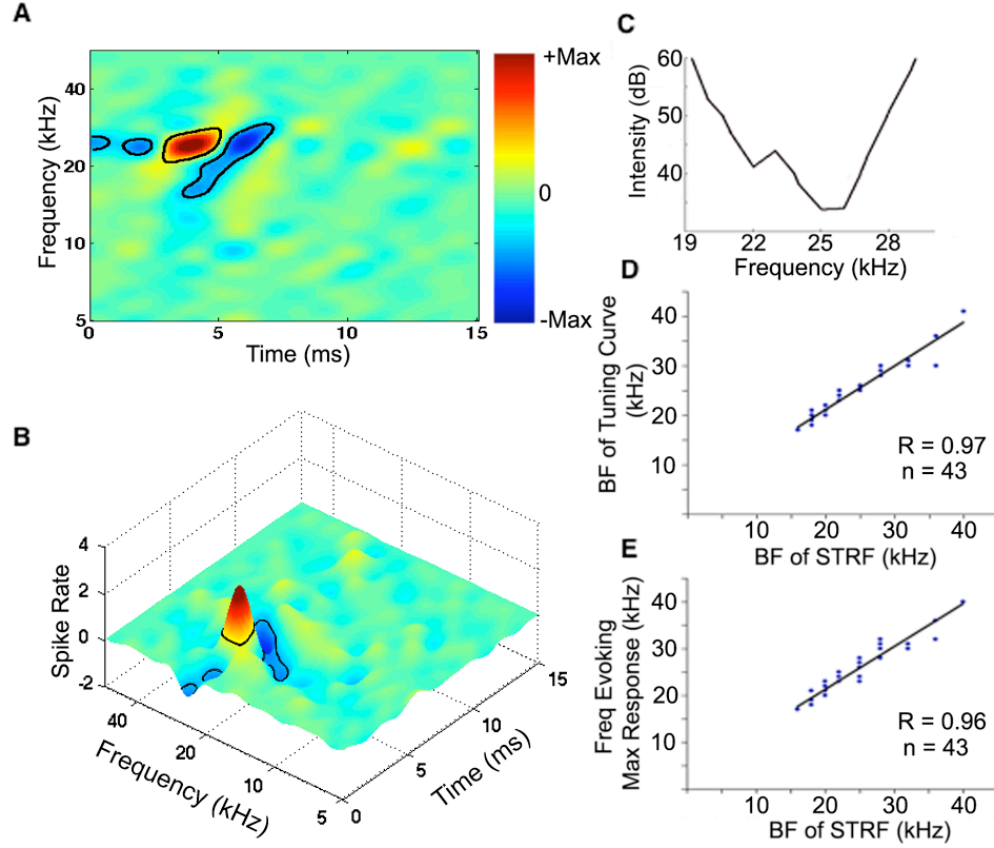 A
Frequency (kHz)
40
20
10
5
0
5
10
15
Time (ms)
+Max
0
-Max
B
Spike Rate
4
2
0
-2
40
20
10
5
Frequency (kHz)
0
5
10
15
Time (ms)
C
Intensity (dB)
60
50
40
19
22
25
28
Frequency (kHz)
D
BF of Tuning Curve
(kHz)
40
30
20
10
R = 0.97
n = 43
10
20
30
40
BF of STRF (kHz)
E
Freq Evoking
Max Response (kHz)
40
30
20
10
R = 0.96
n = 43
10
20
30
40
BF of STRF (kHz)